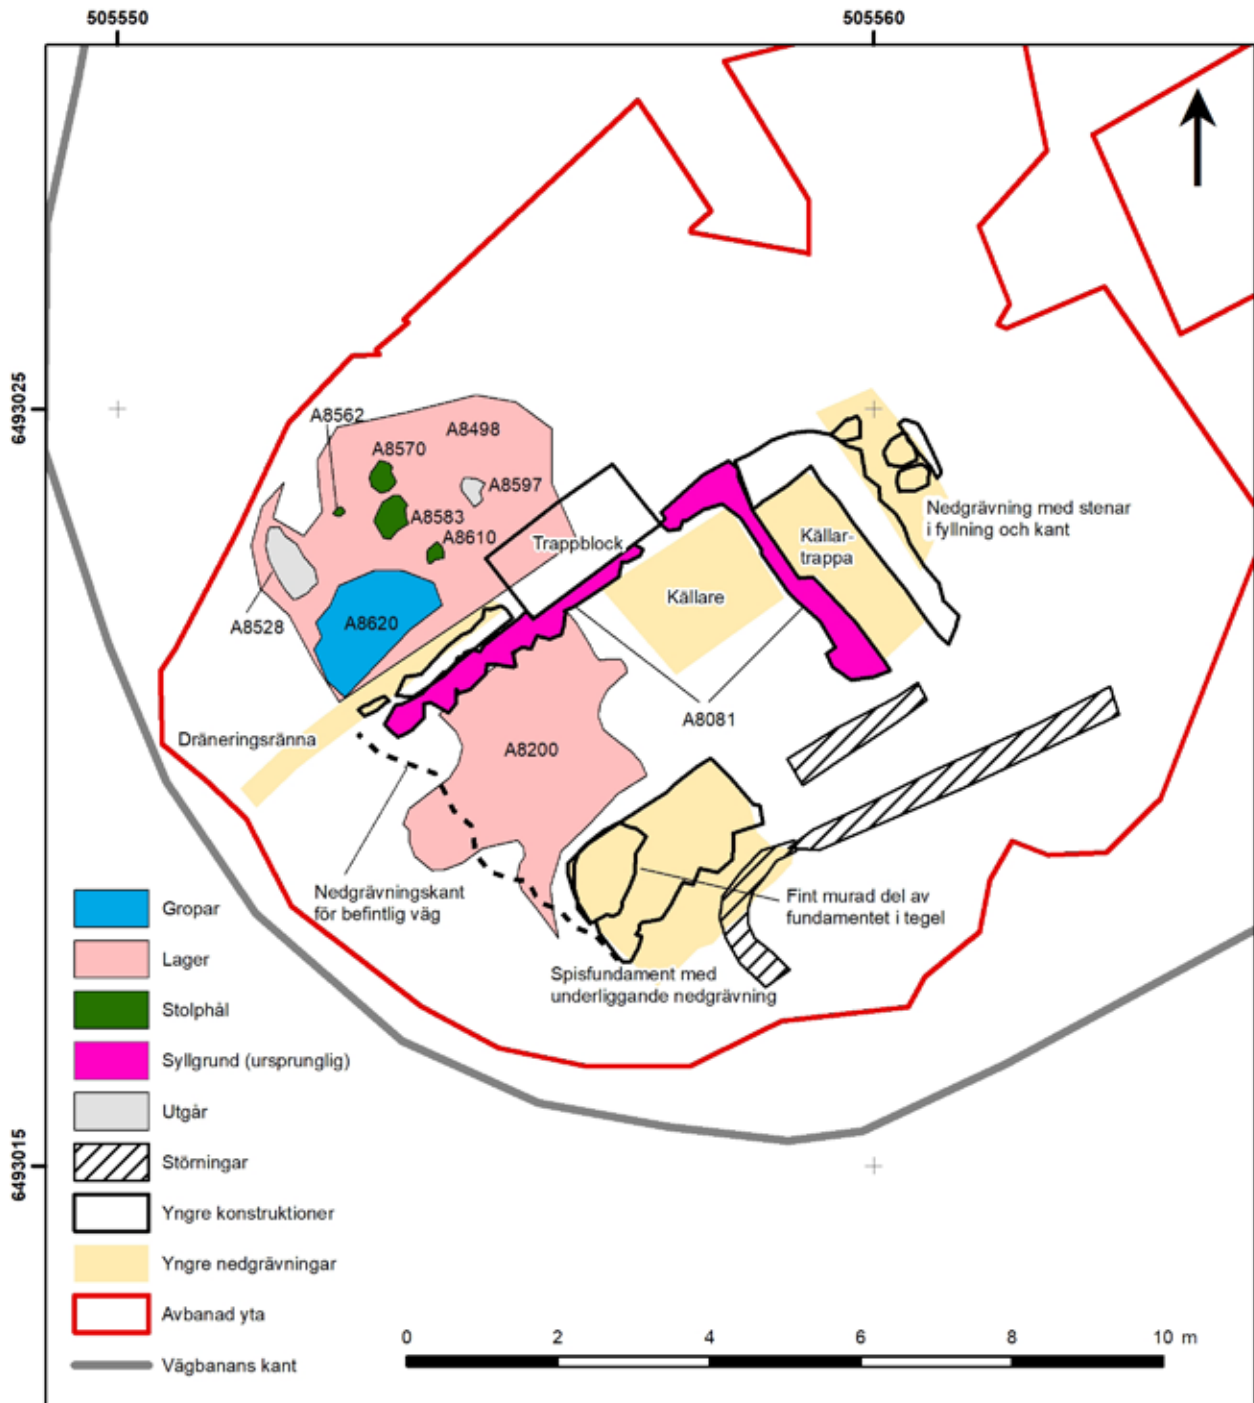 505550
505560
6493025
6493015
A8562
A8570
A8498
A8597
A8583
A8610
A8528
A8620
Trappblock
Källar-
trappa
Källare
Nedgrävning med stenar
i fyllning och kant
A8081
A8200
Dräneringsränna
Nedgrävningskant
för befintlig väg
Fint murad del av
fundamentet i tegel
Spisfundament med
underliggande nedgrävning
Gropar
Lager
Stolphål
Syllgrund (ursprunglig)
Utgår
Störningar
Yngre konstruktioner
Yngre nedgrävningar
Avbanad yta
Vägbanans kant
0 2 4 6 8 10 m